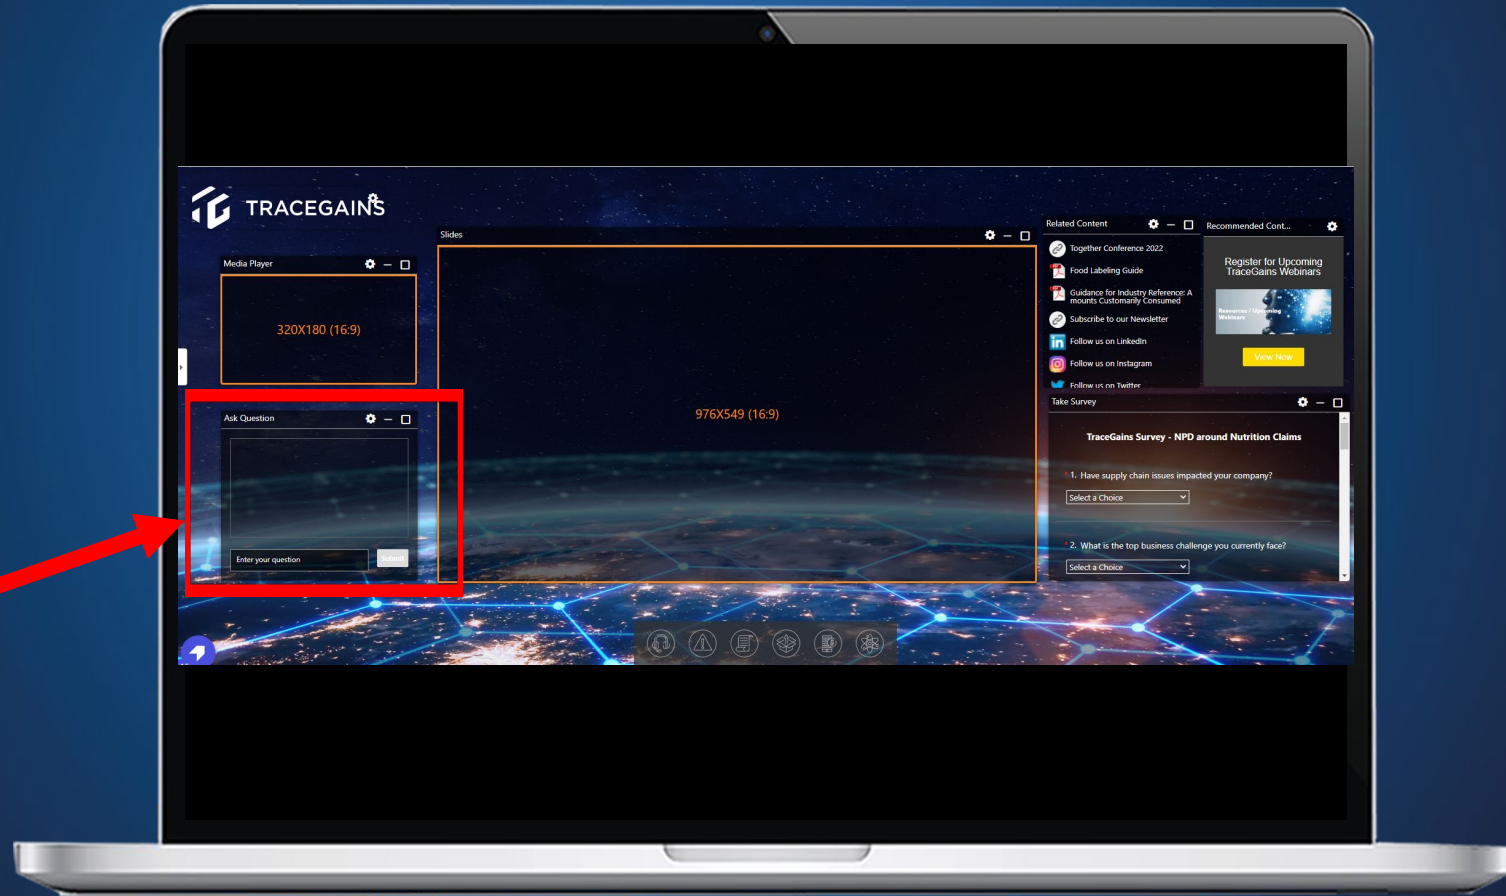 TRACEGAINS
Media Player
320X180 (16:9)
Ask Question
Enter your question
Submit
Slides
976X549 (16:9)
Related Content
Together Conference 2022
Food Labeling Guide
Guidance for Industry Reference: A
mounts Customarily Consumed
Subscribe to our Newsletter
Follow us on LinkedIn
Follow us on Instagram
Follow us on Twitter
Recommended Cont...
Register for Upcoming
TraceGains Webinars
Resources / Upcoming
Webinars
View Now
Take Survey
TraceGains Survey - NPD around Nutrition Claims
*1. Have supply chain issues impacted your company?
Select a Choice
*2. What is the top business challenge you currently face?
Select a Choice